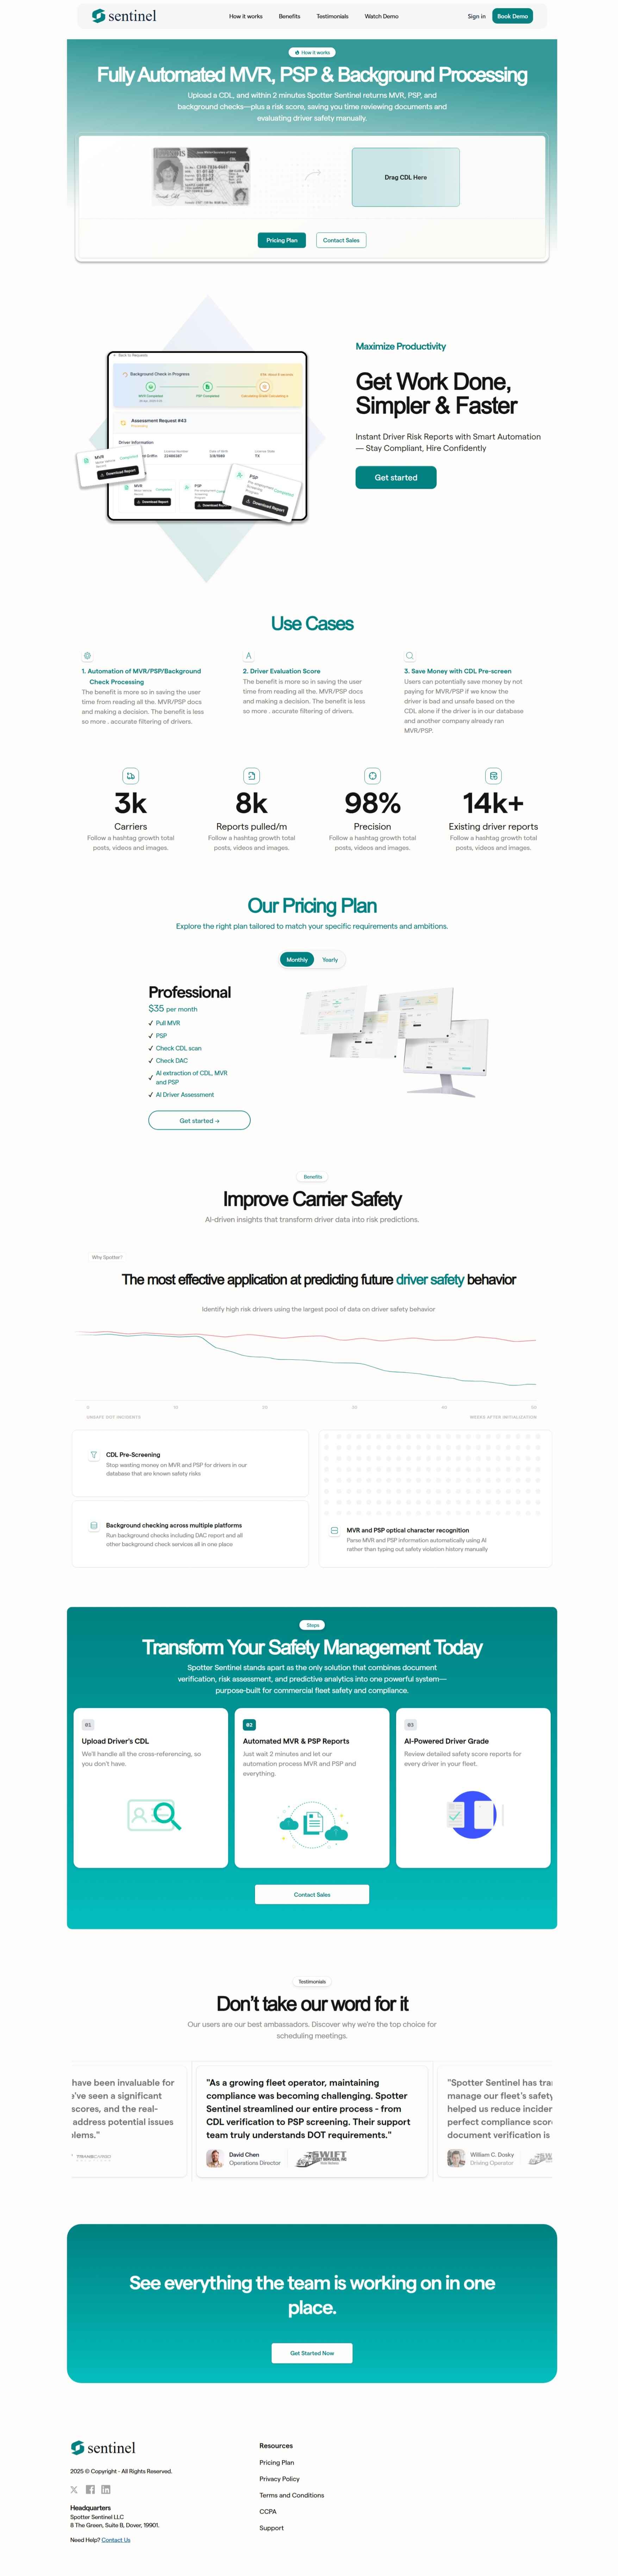 sentinel
How it works
Benefits
Testimonials
Watch Demo
Sign in
Book Demo
How it works
Fully Automated MVR, PSP & Background Processing
Upload a CDL, and within 2 minutes Spotter Sentinel returns MVR, PSP, and
background checks—plus a risk score, saving you time reviewing documents and
evaluating driver safety manually.
Drag CDL Here
Pricing Plan
Contact Sales
Back to Requests
Background Check in Progress
MVR Completed
PSP Completed
Assessment Request #43
Processing
Driver Information
MVR
Download Report
PSP
Download Report
MVR
Download Report
PSP
Maximize Productivity
Get Work Done,
Simpler & Faster
Instant Driver Risk Reports with Smart Automation
— Stay Compliant, Hire Confidently
Get started
Use Cases
1. Automation of MVR/PSP/Background
Check Processing
The benefit is more so in saving the user
time from reading all the. MVR/PSP docs
and making a decision. The benefit is less
so more . accurate filtering of drivers.
2. Driver Evaluation Score
The benefit is more so in saving the user
time from reading all the. MVR/PSP docs
and making a decision. The benefit is less
so more . accurate filtering of drivers.
3. Save Money with CDL Pre-screen
Users can potentially save money by not
paying for MVR/PSP if we know the
driver is bad and unsafe based on the
CDL alone if the driver is in our database
and another company already ran
MVR/PSP.
3k
Carriers
Follow a hashtag growth total
posts, videos and images.
8k
Reports pulled/m
Follow a hashtag growth total
posts, videos and images.
98%
Precision
Follow a hashtag growth total
posts, videos and images.
14k+
Existing driver reports
Follow a hashtag growth total
posts, videos and images.
Our Pricing Plan
Explore the right plan tailored to match your specific requirements and ambitions.
Monthly
Yearly
Professional
$35 per month
✓ Pull MVR
✓ PSP
✓ Check CDL scan
✓ Check DAC
✓ AI extraction of CDL, MVR
and PSP
✓ AI Driver Assessment
Get started →
Benefits
Improve Carrier Safety
AI-driven insights that transform driver data into risk predictions.
Why Spotter?
The most effective application at predicting future driver safety behavior
Identify high risk drivers using the largest pool of data on driver safety behavior
0
10
20
30
40
50
UNSAFE DOT INCIDENTS
WEEKS AFTER INITIALIZATION
CDL Pre-Screening
Stop wasting money on MVR and PSP for drivers in our
database that are known safety risks
Background checking across multiple platforms
Run background checks including DAC report and all
other background check services all in one place
MVR and PSP optical character recognition
Parse MVR and PSP information automatically using AI
rather than typing out safety violation history manually
Steps
Transform Your Safety Management Today
Spotter Sentinel stands apart as the only solution that combines document
verification, risk assessment, and predictive analytics into one powerful system—
purpose-built for commercial fleet safety and compliance.
01
Upload Driver's CDL
We'll handle all the cross-referencing, so
you don't have.
02
Automated MVR & PSP Reports
Just wait 2 minutes and let our
automation process MVR and PSP and
everything.
03
AI-Powered Driver Grade
Review detailed safety score reports for
every driver in your fleet.
Contact Sales
Testimonials
Don't take our word for it
Our users are our best ambassadors. Discover why we're the top choice for
scheduling meetings.
have been invaluable for
've seen a significant
scores, and the real-
address potential issues
lems."
"As a growing fleet operator, maintaining
compliance was becoming challenging. Spotter
Sentinel streamlined our entire process - from
CDL verification to PSP screening. Their support
team truly understands DOT requirements."
David Chen
Operations Director
SWIFT
"Spotter Sentinel has tra
manage our fleet's safety
helped us reduce inciden
perfect compliance score
document verification is
William C. Dosky
Driving Operator
See everything the team is working on in one
place.
Get Started Now
sentinel
2025 © Copyright - All Rights Reserved.
Headquarters
Spotter Sentinel LLC
8 The Green, Suite B, Dover, 19901.
Need Help? Contact Us
Resources
Pricing Plan
Privacy Policy
Terms and Conditions
CCPA
Support